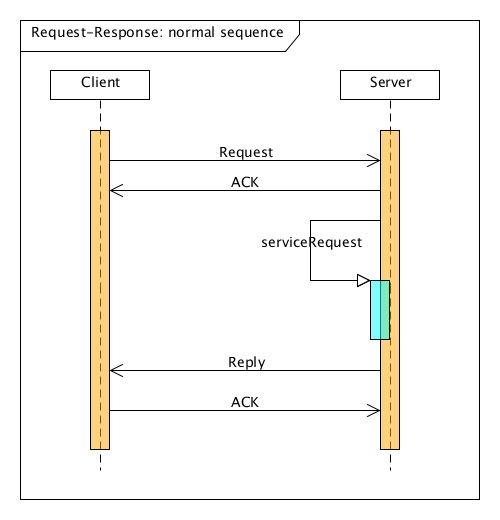 Request-Response: normal sequence
Client
Server
Request
ACK
serviceRequest
Reply
ACK